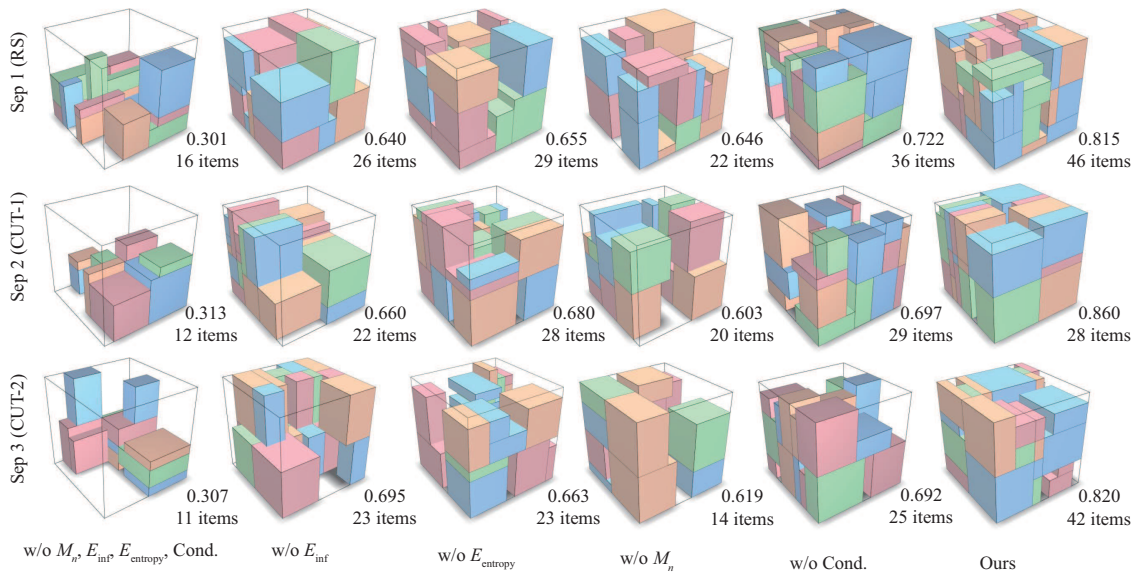 Sep 1 (RS)
0.301
16 items
0.640
26 items
0.655
29 items
0.646
22 items
0.722
36 items
0.815
46 items
Sep 2 (CUT-1)
0.313
12 items
0.660
22 items
0.680
28 items
0.603
20 items
0.697
29 items
0.860
28 items
Sep 3 (CUT-2)
0.307
11 items
0.695
23 items
0.663
23 items
0.619
14 items
0.692
25 items
0.820
42 items
w/o Mn, Einf, Eentropy, Cond.
w/o Einf
w/o Eentropy
w/o Mn
w/o Cond.
Ours